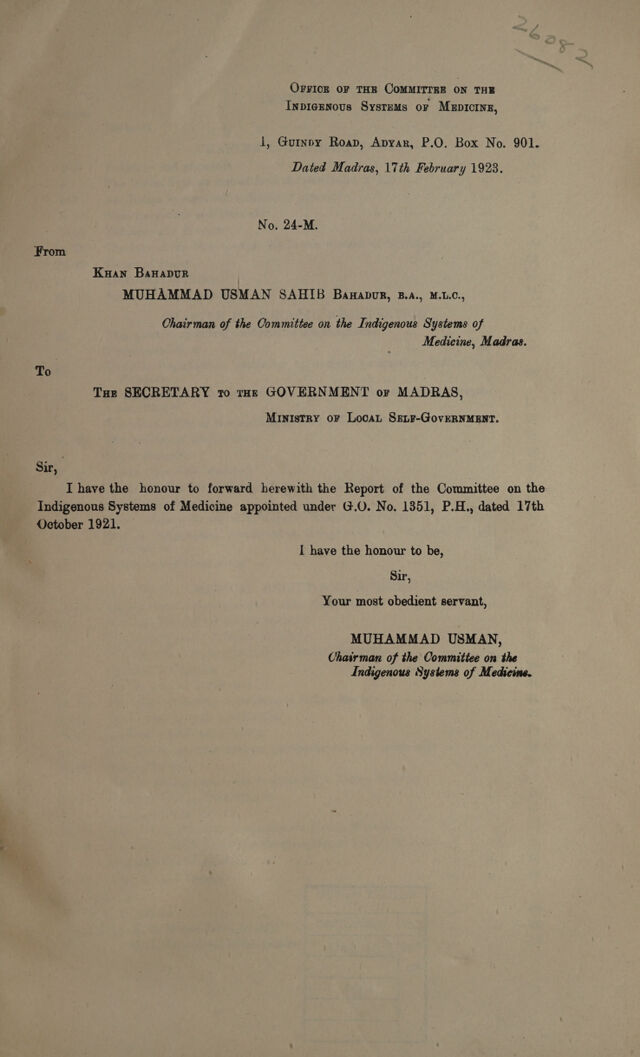 26082
OFFICE OF THE COMMITTEE ON THE
INDIGENOUS SYSTEMS OF MEDICINE,
1, GUINDY ROAD, ADYAR, P.O. BOX NO. 901.
Dated Madras, 17th February 1923.
No. 24-M.
From
KHAN BAHADUR
MUHAMMAD USMAN SAHIB BAHADUR, B.A., M.L.C.,
Chairman of the Committee on the Indigenous Systems of
Medicine, Madras.
To
THE SECRETARY TO THE GOVERNMENT OF MADRAS,
MINISTRY OF LOCAL SELF-GOVERNMENT.
Sir,
I have the honour to forward herewith the Report of the Committee on the
Indigenous Systems of Medicine appointed under G.O. No. 1351, P.H., dated 17th
October 1921.
I have the honour to be,
Sir,
Your most obedient servant,
MUHAMMAD USMAN,
Chairman of the Committee on the
Indigenous Systems of Medicine.